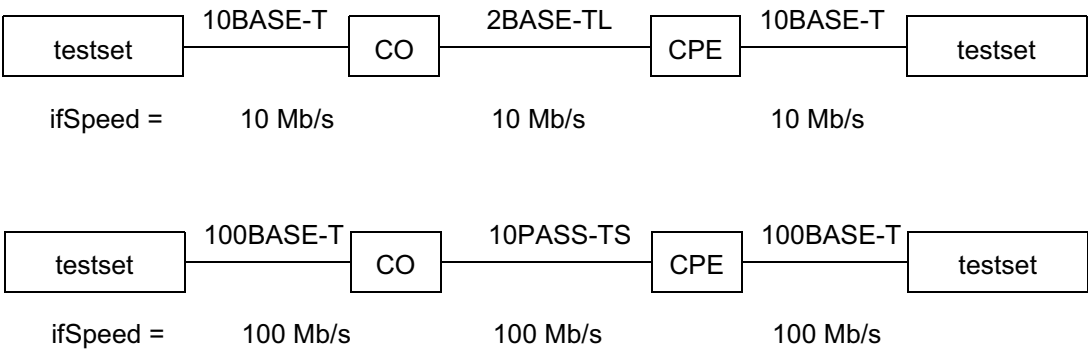 10BASE-T 2BASE-TL 10BASE-T
testset CO CPE testset
ifSpeed = 10 Mb/s 10 Mb/s 10 Mb/s
100BASE-T 10PASS-TS 100BASE-T
testset CO CPE testset
ifSpeed = 100 Mb/s 100 Mb/s 100 Mb/s